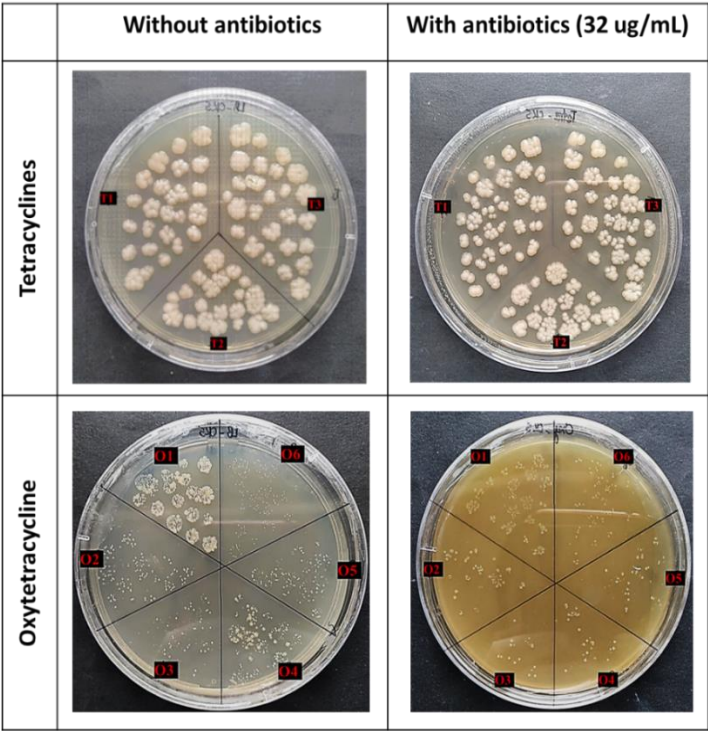 Without antibiotics
With antibiotics (32 ug/mL)
Tetracyclines
T1
T3
T2
T1
T3
T2
Oxytetracycline
O1
O6
O2
O5
O3
O4
O1
O6
O2
O5
O3
O4